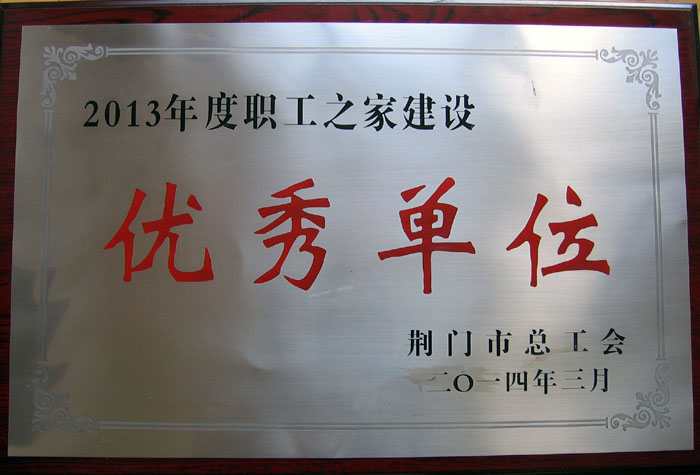 2013年度职工之家建设
优秀单位
荆门市总工会
二〇一四年三月